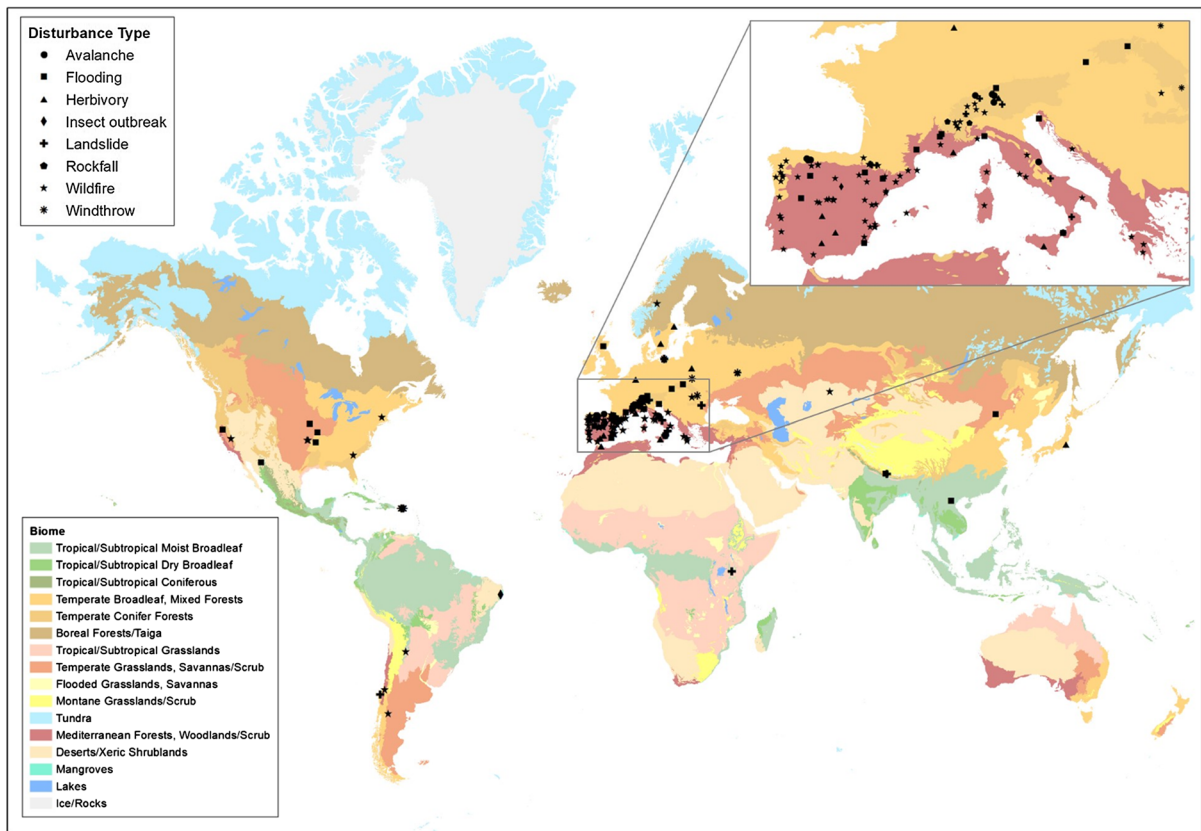 Disturbance Type
Avalanche
Flooding
Herbivory
Insect outbreak
Landslide
Rockfall
Wildfire
Windthrow
Biome
Tropical/Subtropical Moist Broadleaf
Tropical/Subtropical Dry Broadleaf
Tropical/Subtropical Coniferous
Temperate Broadleaf, Mixed Forests
Temperate Conifer Forests
Boreal Forests/Taiga
Tropical/Subtropical Grasslands
Temperate Grasslands, Savannas/Scrub
Flooded Grasslands, Savannas
Montane Grasslands/Scrub
Tundra
Mediterranean Forests, Woodlands/Scrub
Deserts/Xeric Shrublands
Mangroves
Lakes
Ice/Rocks